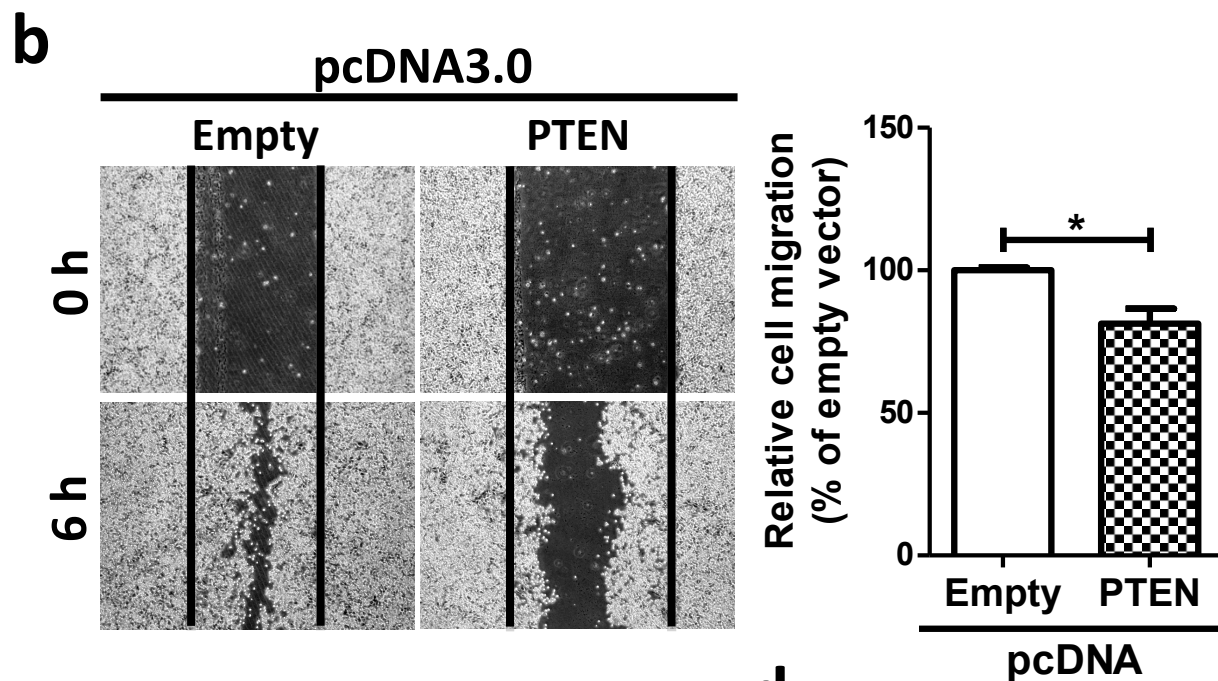 b
pcDNA3.0
Empty PTEN
0 h
6 h
Relative cell migration
(% of empty vector)
150
100
50
0
*
Empty PTEN
pcDNA